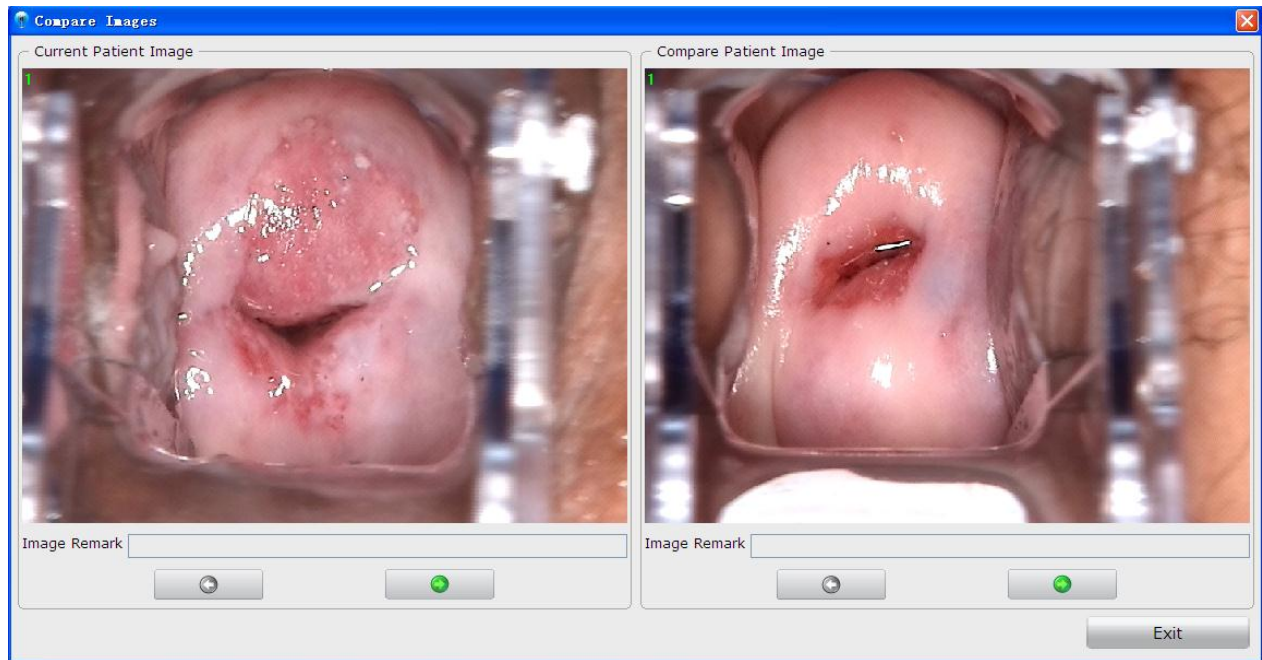 Compare Images
Current Patient Image
Compare Patient Image
1
1
Image Remark
Image Remark
Exit